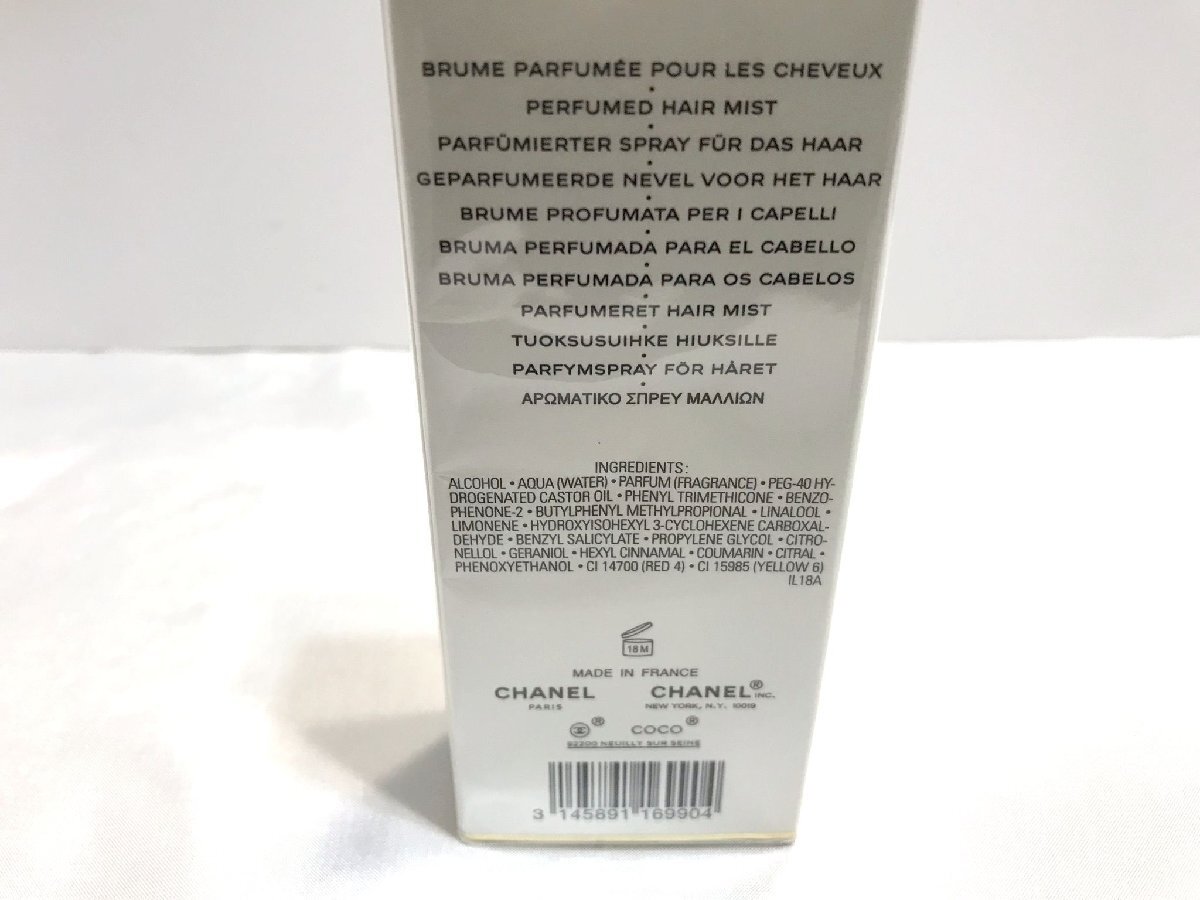 BRUME PARFUMÉE POUR LES CHEVEUX
•
PERFUMED HAIR MIST
•
PARFÜMIERTER SPRAY FÜR DAS HAAR
•
GEPARFUMEERDE NEVEL VOOR HET HAAR
•
BRUME PROFUMATA PER I CAPELLI
•
BRUMA PERFUMADA PARA EL CABELLO
•
BRUMA PERFUMADA PARA OS CABELOS
•
PARFUMERET HAIR MIST
•
TUOKSUSUIHKE HIUKSILLE
•
PARFYMSPRAY FÖR HÅRET
•
ΑΡΩΜΑΤΙΚΟ ΣΠΡΕΥ ΜΑΛΛΙΩΝ
INGREDIENTS:
ALCOHOL • AQUA (WATER) • PARFUM (FRAGRANCE) • PEG-40 HY-
DROGENATED CASTOR OIL • PHENYL TRIMETHICONE • BENZO-
PHENONE-2 • BUTYLPHENYL METHYLPROPIONAL • LINALOOL •
LIMONENE • HYDROXYISOHEXYL 3-CYCLOHEXENE CARBOXAL-
DEHYDE • BENZYL SALICYLATE • PROPYLENE GLYCOL • CITRO-
NELLOL • GERANIOL • HEXYL CINNAMAL • COUMARIN • CITRAL •
PHENOXYETHANOL • CI 14700 (RED 4) • CI 15985 (YELLOW 6)
IL18A
18M
MADE IN FRANCE
CHANEL CHANEL® INC.
PARIS NEW YORK, N.Y. 10019
® COCO®
92200 NEUILLY SUR SEINE
3 145891 169904